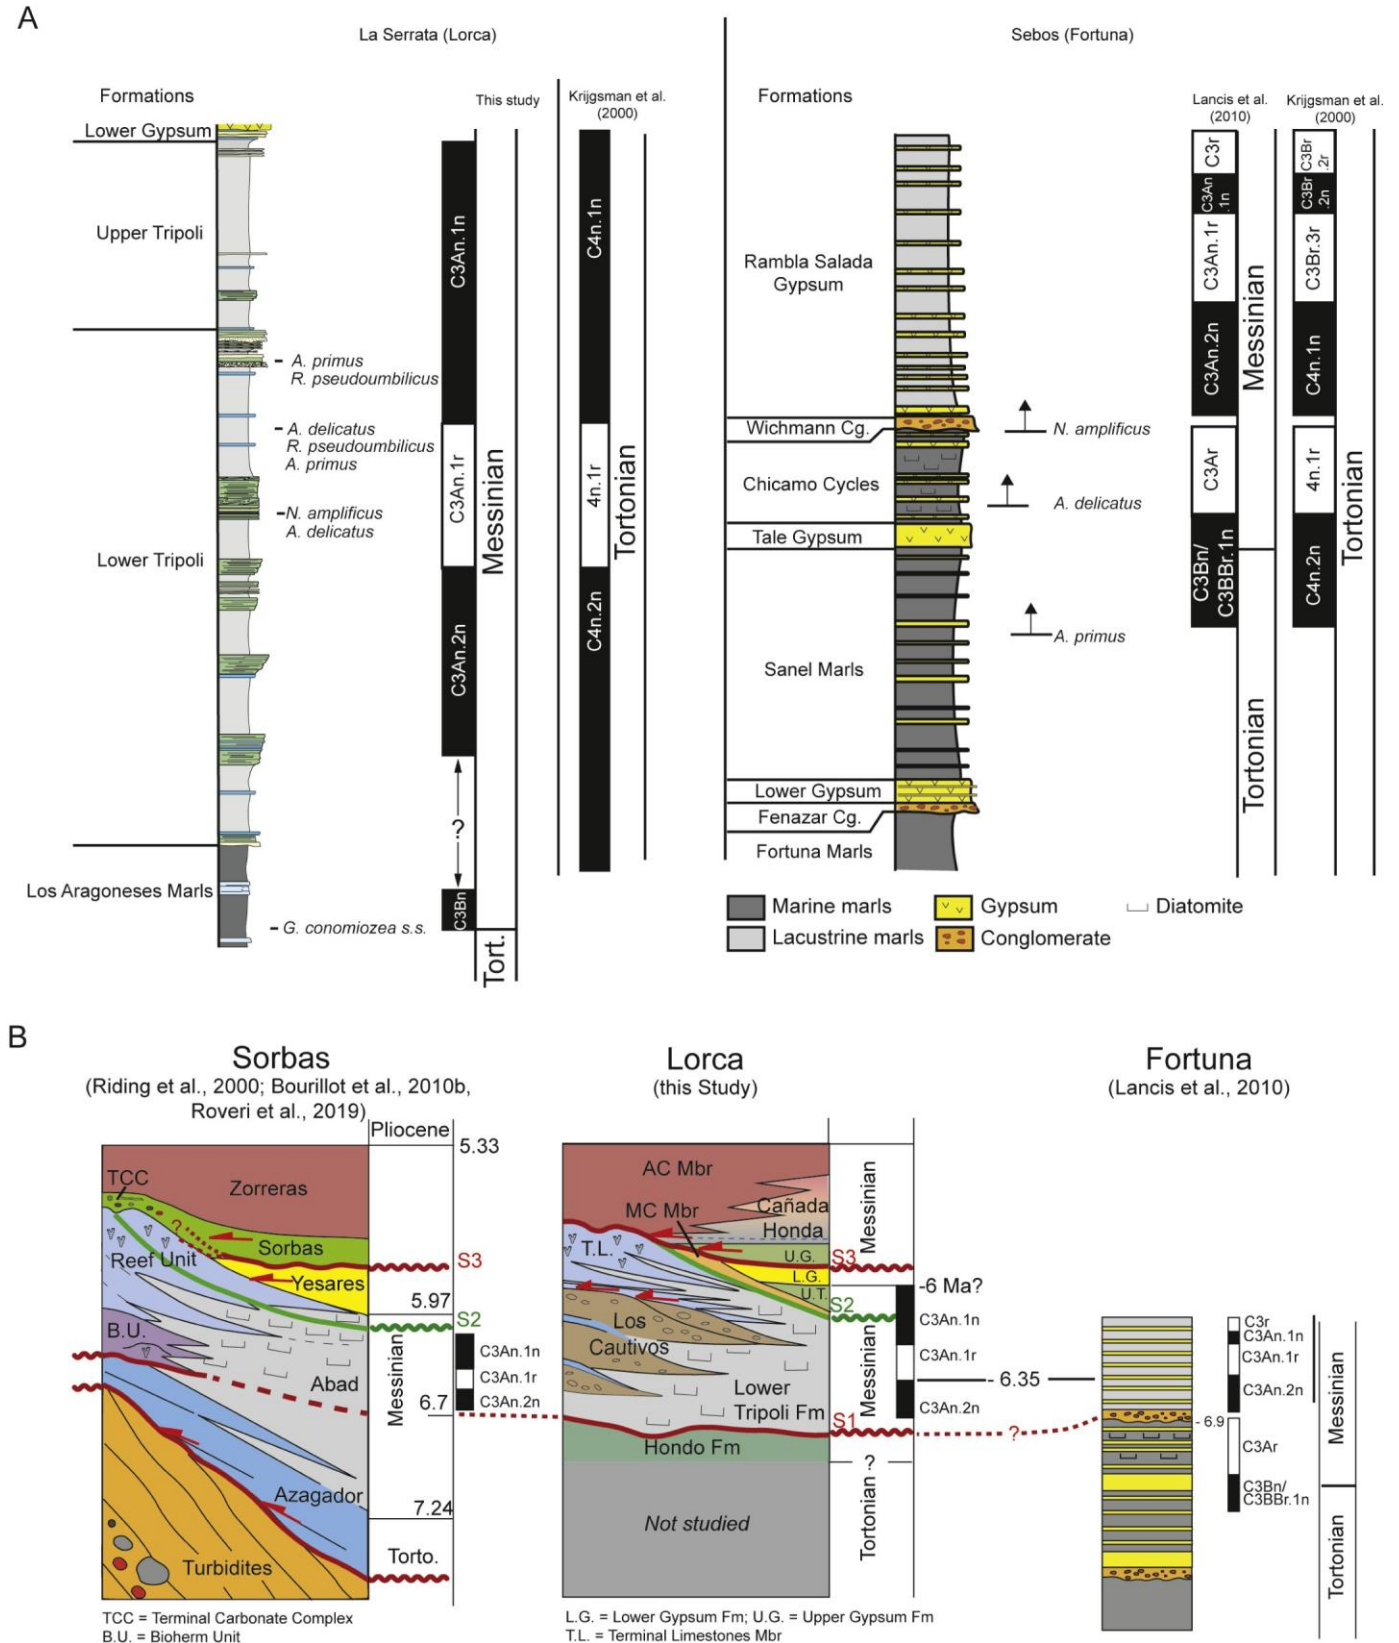 A
La Serrata (Lorca)
Sebos (Fortuna)
Formations
This study
Krijgsman et al.
(2000)
Formations
Lancis et al.
(2010)
Krijgsman et al.
(2000)
Lower Gypsum
Upper Tripoli
Lower Tripoli
Los Aragoneses Marls
A. primus
R. pseudoumbilicus
A. delicatus
R. pseudoumbilicus
A. primus
N. amplificus
A. delicatus
G. conomiozea s.s.
C3An.1n
C3An.1r
C3An.2n
?
C3Bn
Messinian
Tort.
C4n.1n
4n.1r
C4n.2n
Tortonian
Rambla Salada
Gypsum
Wichmann Cg.
Chicamo Cycles
Tale Gypsum
Sanel Marls
Lower Gypsum
Fenazar Cg.
Fortuna Marls
N. amplificus
A. delicatus
A. primus
C3r
C3An
.1n
C3An.1r
C3An.2n
C3Ar
C3Bn/
C3BBr.1n
Messinian
Tortonian
C3Br
.2r
C3Br
.2n
C3Br.3r
C4n.1n
4n.1r
C4n.2n
Tortonian
Marine marls
Gypsum
Diatomite
Lacustrine marls
Conglomerate
B
Sorbas
(Riding et al., 2000; Bourillot et al., 2010b,
Roveri et al., 2019)
Lorca
(this Study)
Fortuna
(Lancis et al., 2010)
Pliocene
5.33
TCC
Zorreras
?
Sorbas
Reef Unit
S3
Yesares
5.97
S2
B.U.
Messinian
C3An.1n
C3An.1r
C3An.2n
Abad
6.7
Azagador
7.24
Turbidites
Torto.
TCC = Terminal Carbonate Complex
B.U. = Bioherm Unit
AC Mbr
MC Mbr
Cañada
Honda
T.L.
U.G.
S3
L.G.
-6 Ma?
U.T.
S2
Messinian
Los
Cautivos
C3An.1n
C3An.1r
Messinian
- 6.35
Lower
Tripoli Fm
C3An.2n
S1
Hondo Fm
?
Not studied
Tortonian
?
L.G. = Lower Gypsum Fm; U.G. = Upper Gypsum Fm
T.L. = Terminal Limestones Mbr
C3r
C3An.1n
C3An.1r
C3An.2n
- 6.9
C3Ar
C3Bn/
C3BBr.1n
Messinian
Tortonian